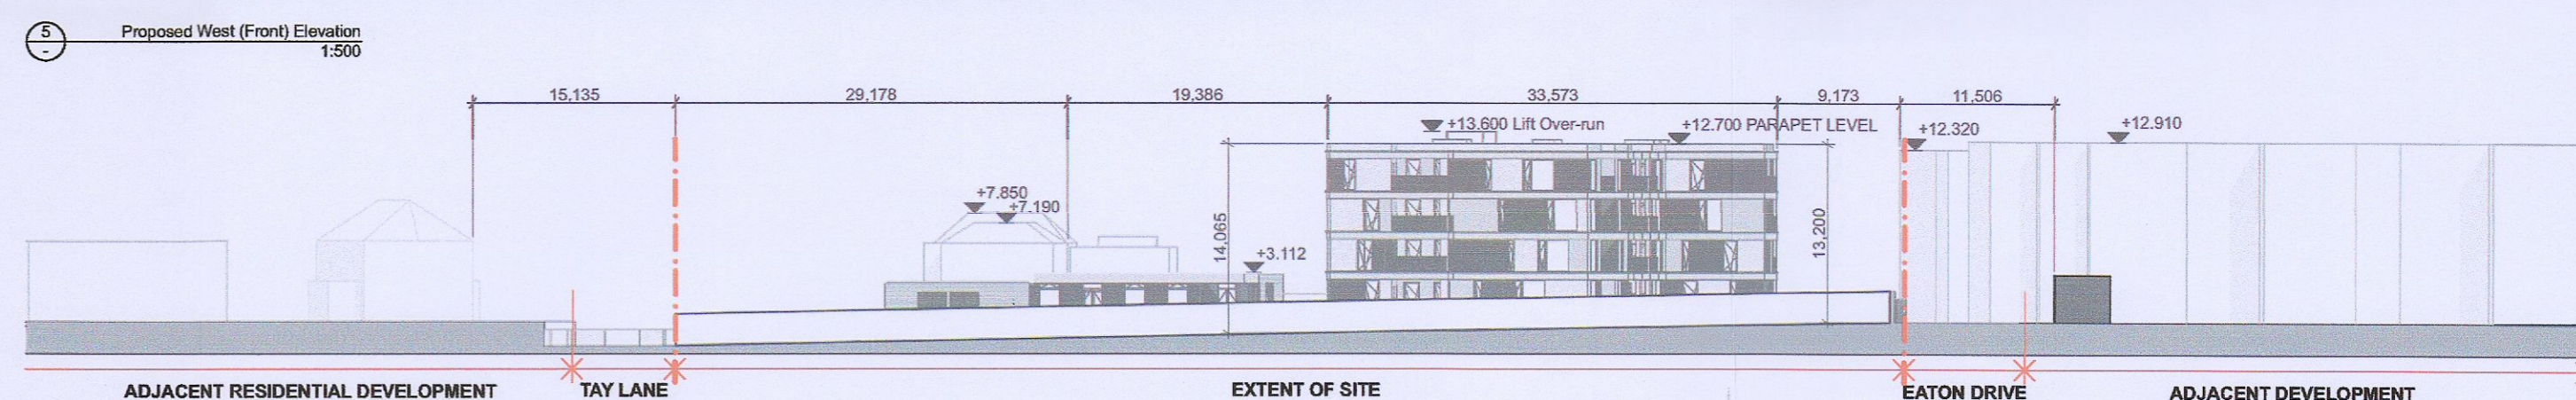 5
-
Proposed West (Front) Elevation
1:500
15,135
29,178
19,386
33,573
9,173
11,506
+13.600 Lift Over-run
+12.700 PARAPET LEVEL
+12.320
+12.910
+7.850
+7.190
+3.112
14,065
13,200
ADJACENT RESIDENTIAL DEVELOPMENT
TAY LANE
EXTENT OF SITE
EATON DRIVE
ADJACENT DEVELOPMENT